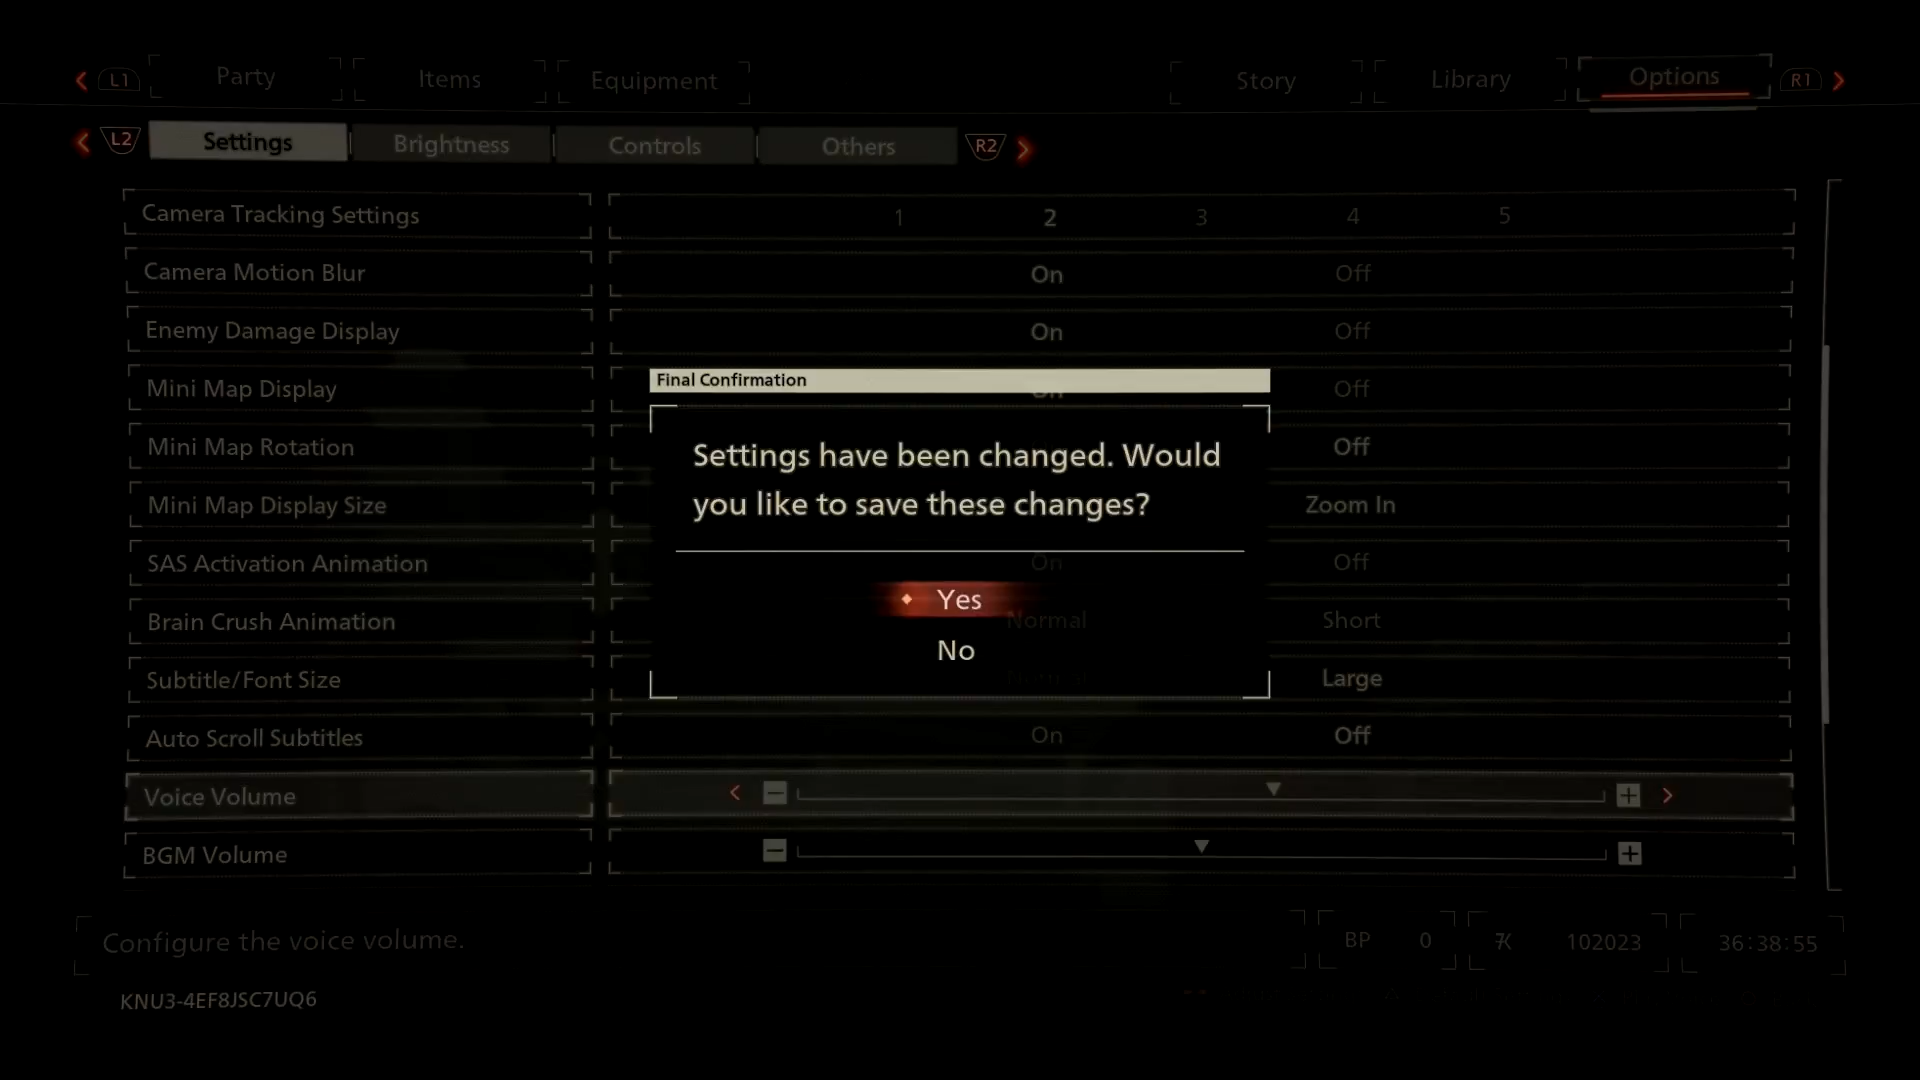 L1 Party Items Equipment Story Library Options R1
L2 Settings Brightness Controls Others R2
Camera Tracking Settings 1 2 3 4 5
Camera Motion Blur On Off
Enemy Damage Display On Off
Final Confirmation
Mini Map Display On Off
Settings have been changed. Would
you like to save these changes?
Mini Map Rotation Off
Mini Map Display Size Zoom In
SAS Activation Animation On Off
Yes
No
Brain Crush Animation Normal Short
Subtitle/Font Size Large
Auto Scroll Subtitles On Off
Voice Volume
BGM Volume
Configure the voice volume.
BP 0 102023 36:38:55
KNU3-4EF8JSC7UQ6